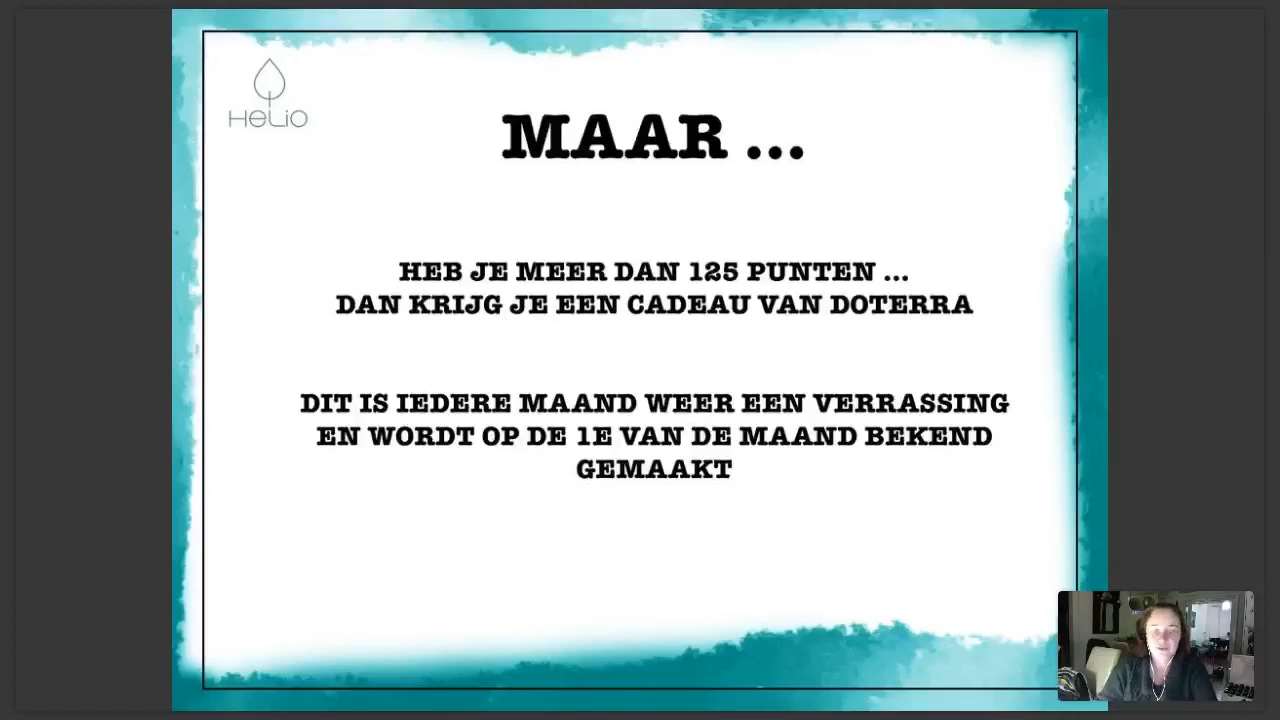 HeLiO
MAAR ...
HEB JE MEER DAN 125 PUNTEN ...
DAN KRIJG JE EEN CADEAU VAN DOTERRA
DIT IS IEDERE MAAND WEER EEN VERRASSING
EN WORDT OP DE 1E VAN DE MAAND BEKEND
GEMAAKT